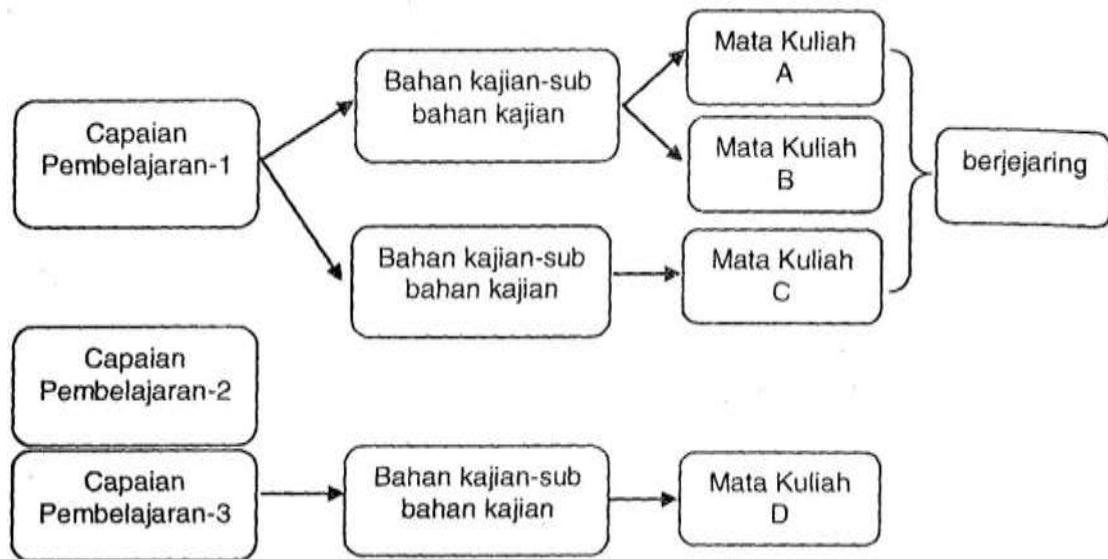 Capaian
Pembelajaran-1
Bahan kajian-sub
bahan kajian
Mata Kuliah
A
Mata Kuliah
B
berjejaring
Bahan kajian-sub
bahan kajian
Mata Kuliah
C
Capaian
Pembelajaran-2
Capaian
Pembelajaran-3
Bahan kajian-sub
bahan kajian
Mata Kuliah
D